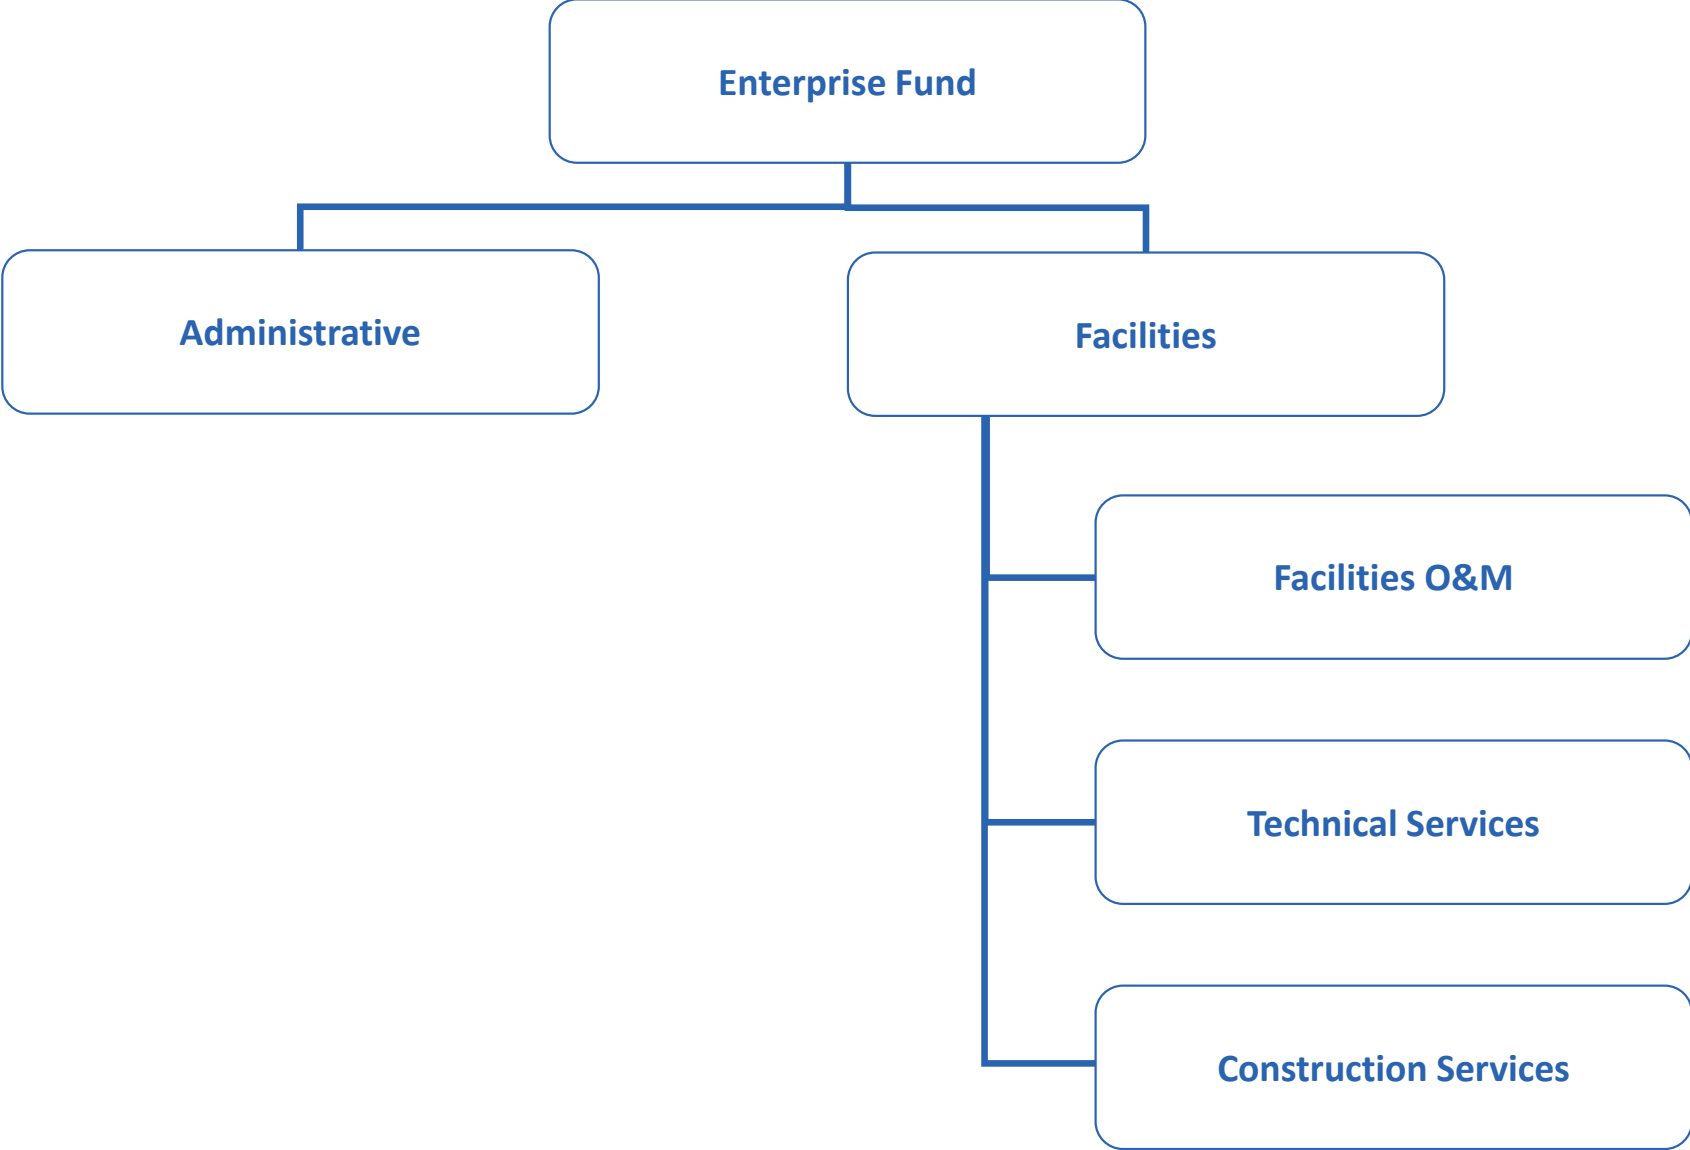 Enterprise Fund
Administrative
Facilities
Facilities O&M
Technical Services
Construction Services